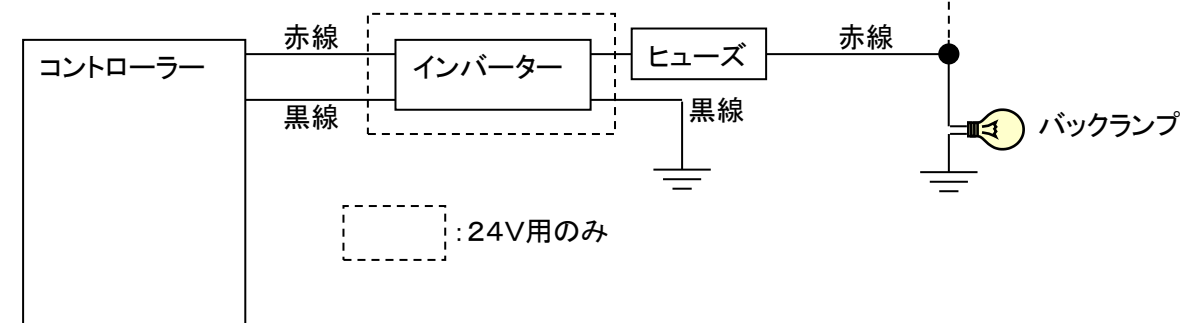 赤線
赤線
コントローラー
インバーター
ヒューズ
黒線
黒線
バックランプ
:24V用のみ